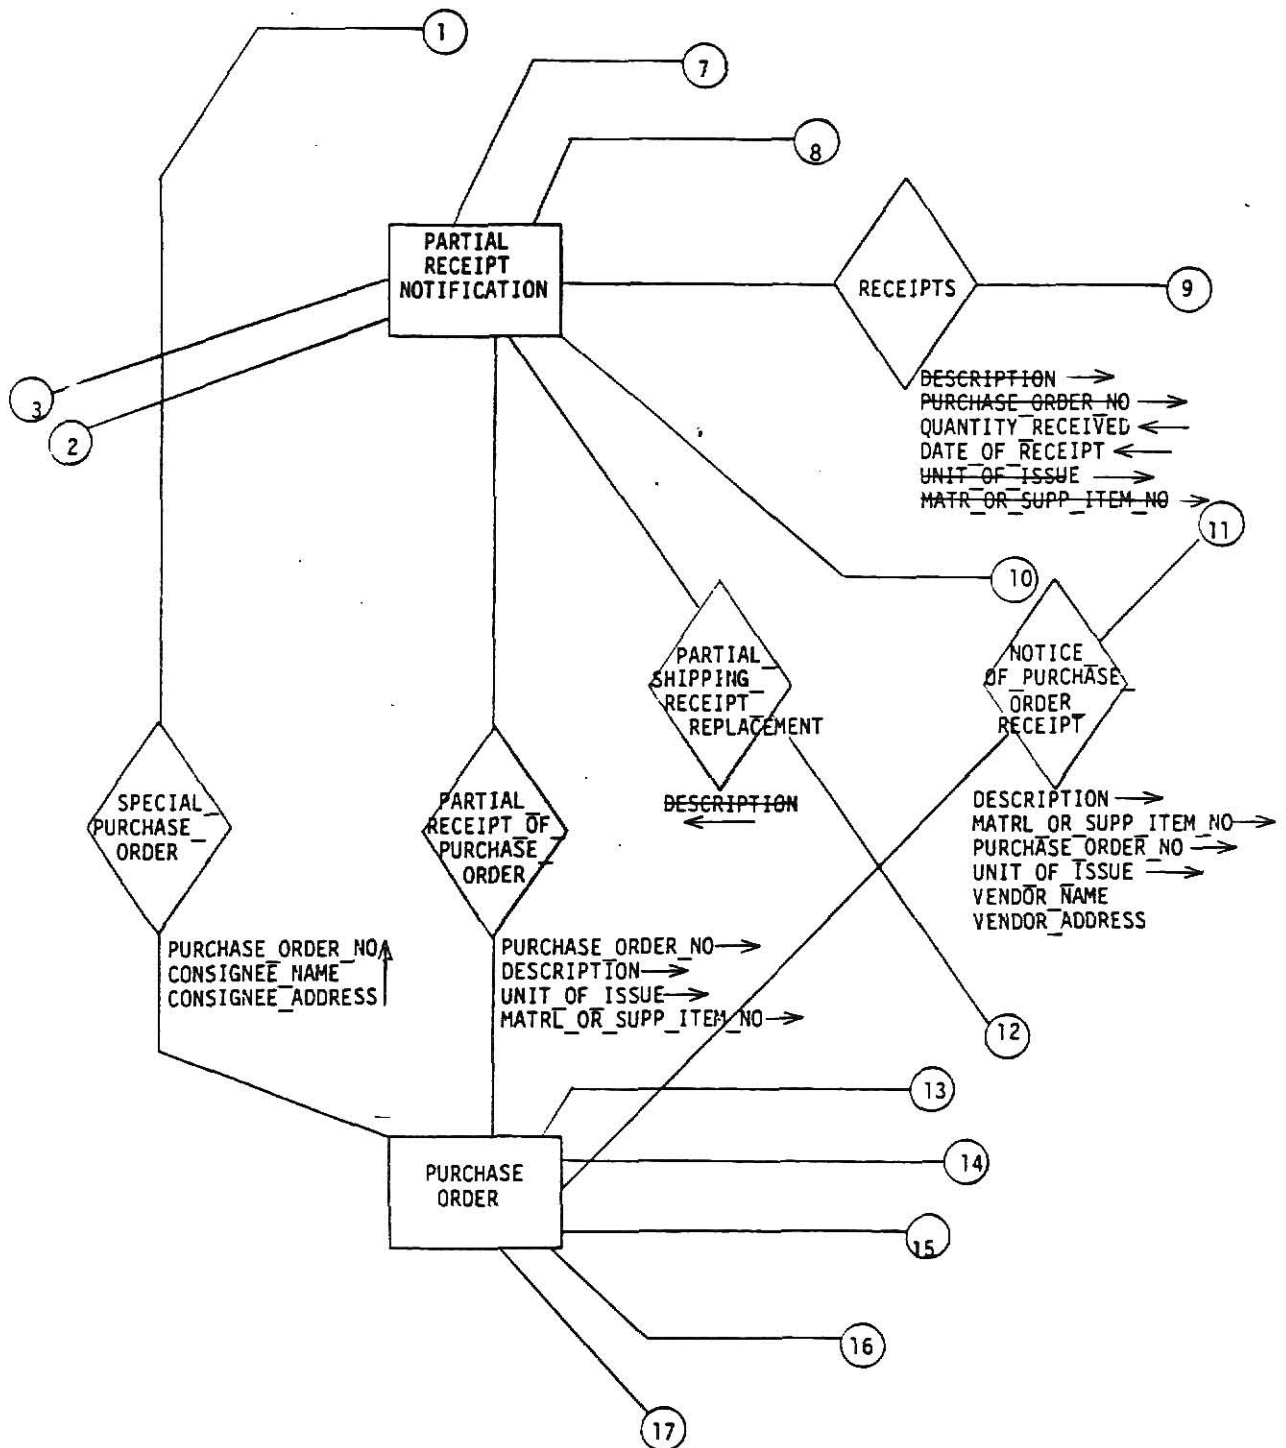 1
7
8
PARTIAL
RECEIPT
NOTIFICATION
RECEIPTS
9
3
2
DESCRIPTION →
PURCHASE_ORDER_NO →
QUANTITY_RECEIVED ←
DATE_OF_RECEIPT ←
UNIT_OF_ISSUE →
MATR_OR_SUPP_ITEM_NO →
11
10
PARTIAL_
SHIPPING_
RECEIPT_
REPLACEMENT
DESCRIPTION
←
NOTICE_
OF_PURCHASE_
ORDER_
RECEIPT
DESCRIPTION →
MATRL_OR_SUPP_ITEM_NO →
PURCHASE_ORDER_NO →
UNIT_OF_ISSUE →
VENDOR_NAME
VENDOR_ADDRESS
SPECIAL_
PURCHASE_
ORDER
PURCHASE_ORDER_NO
CONSIGNEE_NAME
CONSIGNEE_ADDRESS
↑
PARTIAL_
RECEIPT_OF_
PURCHASE_
ORDER
PURCHASE_ORDER_NO →
DESCRIPTION →
UNIT_OF_ISSUE →
MATRL_OR_SUPP_ITEM_NO →
12
13
14
PURCHASE
ORDER
15
16
17